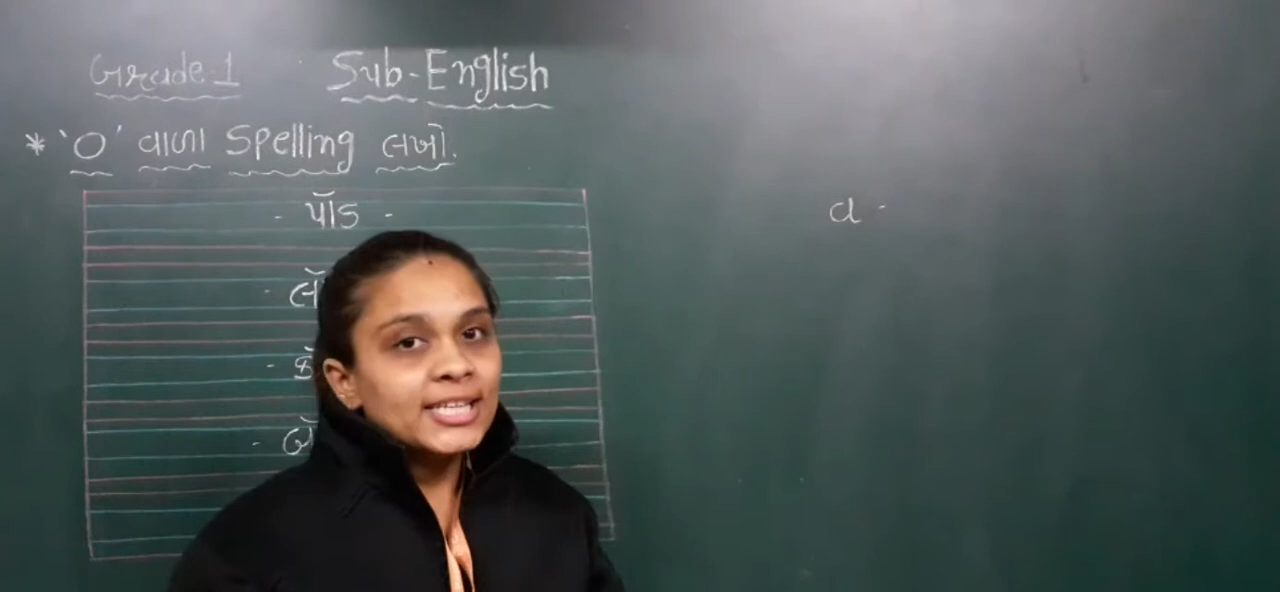 Grade-1 Sub-English
* 'O' વાળા Spelling લખો.
- પૉડ -
a -